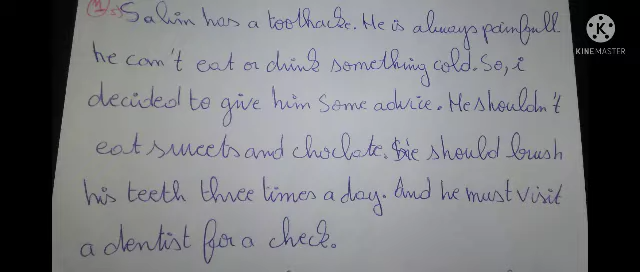 Salin has a toothacke. He is always painfull.
he can't eat or drink something cold. So, i
decided to give him some advice. He shouldn't
eat sweets and choclate. He should brush
his teeth three times a day. And he must visit
a dentist for a check.
KINEMASTER